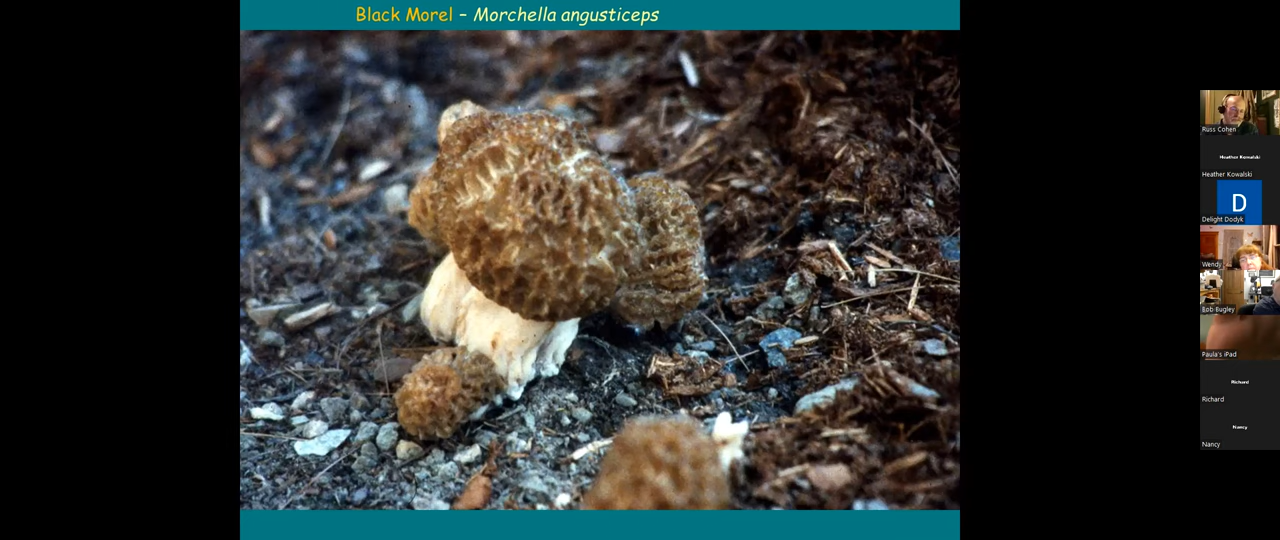 Black Morel – Morchella angusticeps
Russ Cohen
Heather Kowalski
Heather Kowalski
D
Delight Dodyk
Wendy
Bob Bugley
Paula's iPad
Richard
Richard
Nancy
Nancy